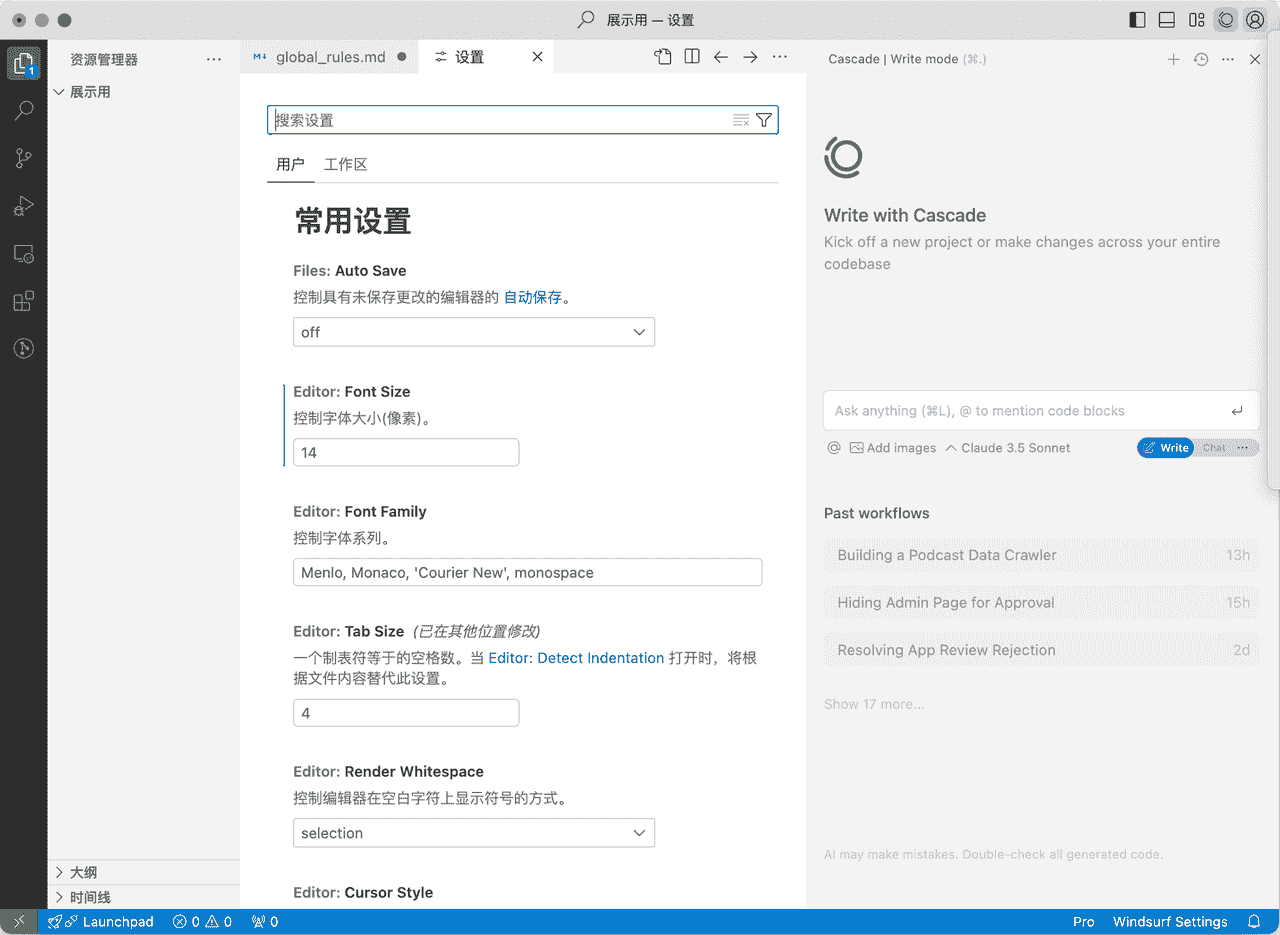 展示用 — 设置
1
资源管理器
展示用
大纲
时间线
global_rules.md
设置
搜索设置
用户 工作区
常用设置
Files: Auto Save
控制具有未保存更改的编辑器的 自动保存。
off
Editor: Font Size
控制字体大小(像素)。
14
Editor: Font Family
控制字体系列。
Menlo, Monaco, 'Courier New', monospace
Editor: Tab Size (已在其他位置修改)
一个制表符等于的空格数。当 Editor: Detect Indentation 打开时，将根
据文件内容替代此设置。
4
Editor: Render Whitespace
控制编辑器在空白字符上显示符号的方式。
selection
Editor: Cursor Style
Cascade | Write mode (⌘.)
Write with Cascade
Kick off a new project or make changes across your entire
codebase
Ask anything (⌘L), @ to mention code blocks
Add images Claude 3.5 Sonnet Write Chat
Past workflows
Building a Podcast Data Crawler 13h
Hiding Admin Page for Approval 15h
Resolving App Review Rejection 2d
Show 17 more...
AI may make mistakes. Double-check all generated code.
Launchpad 0 0 0 Pro Windsurf Settings